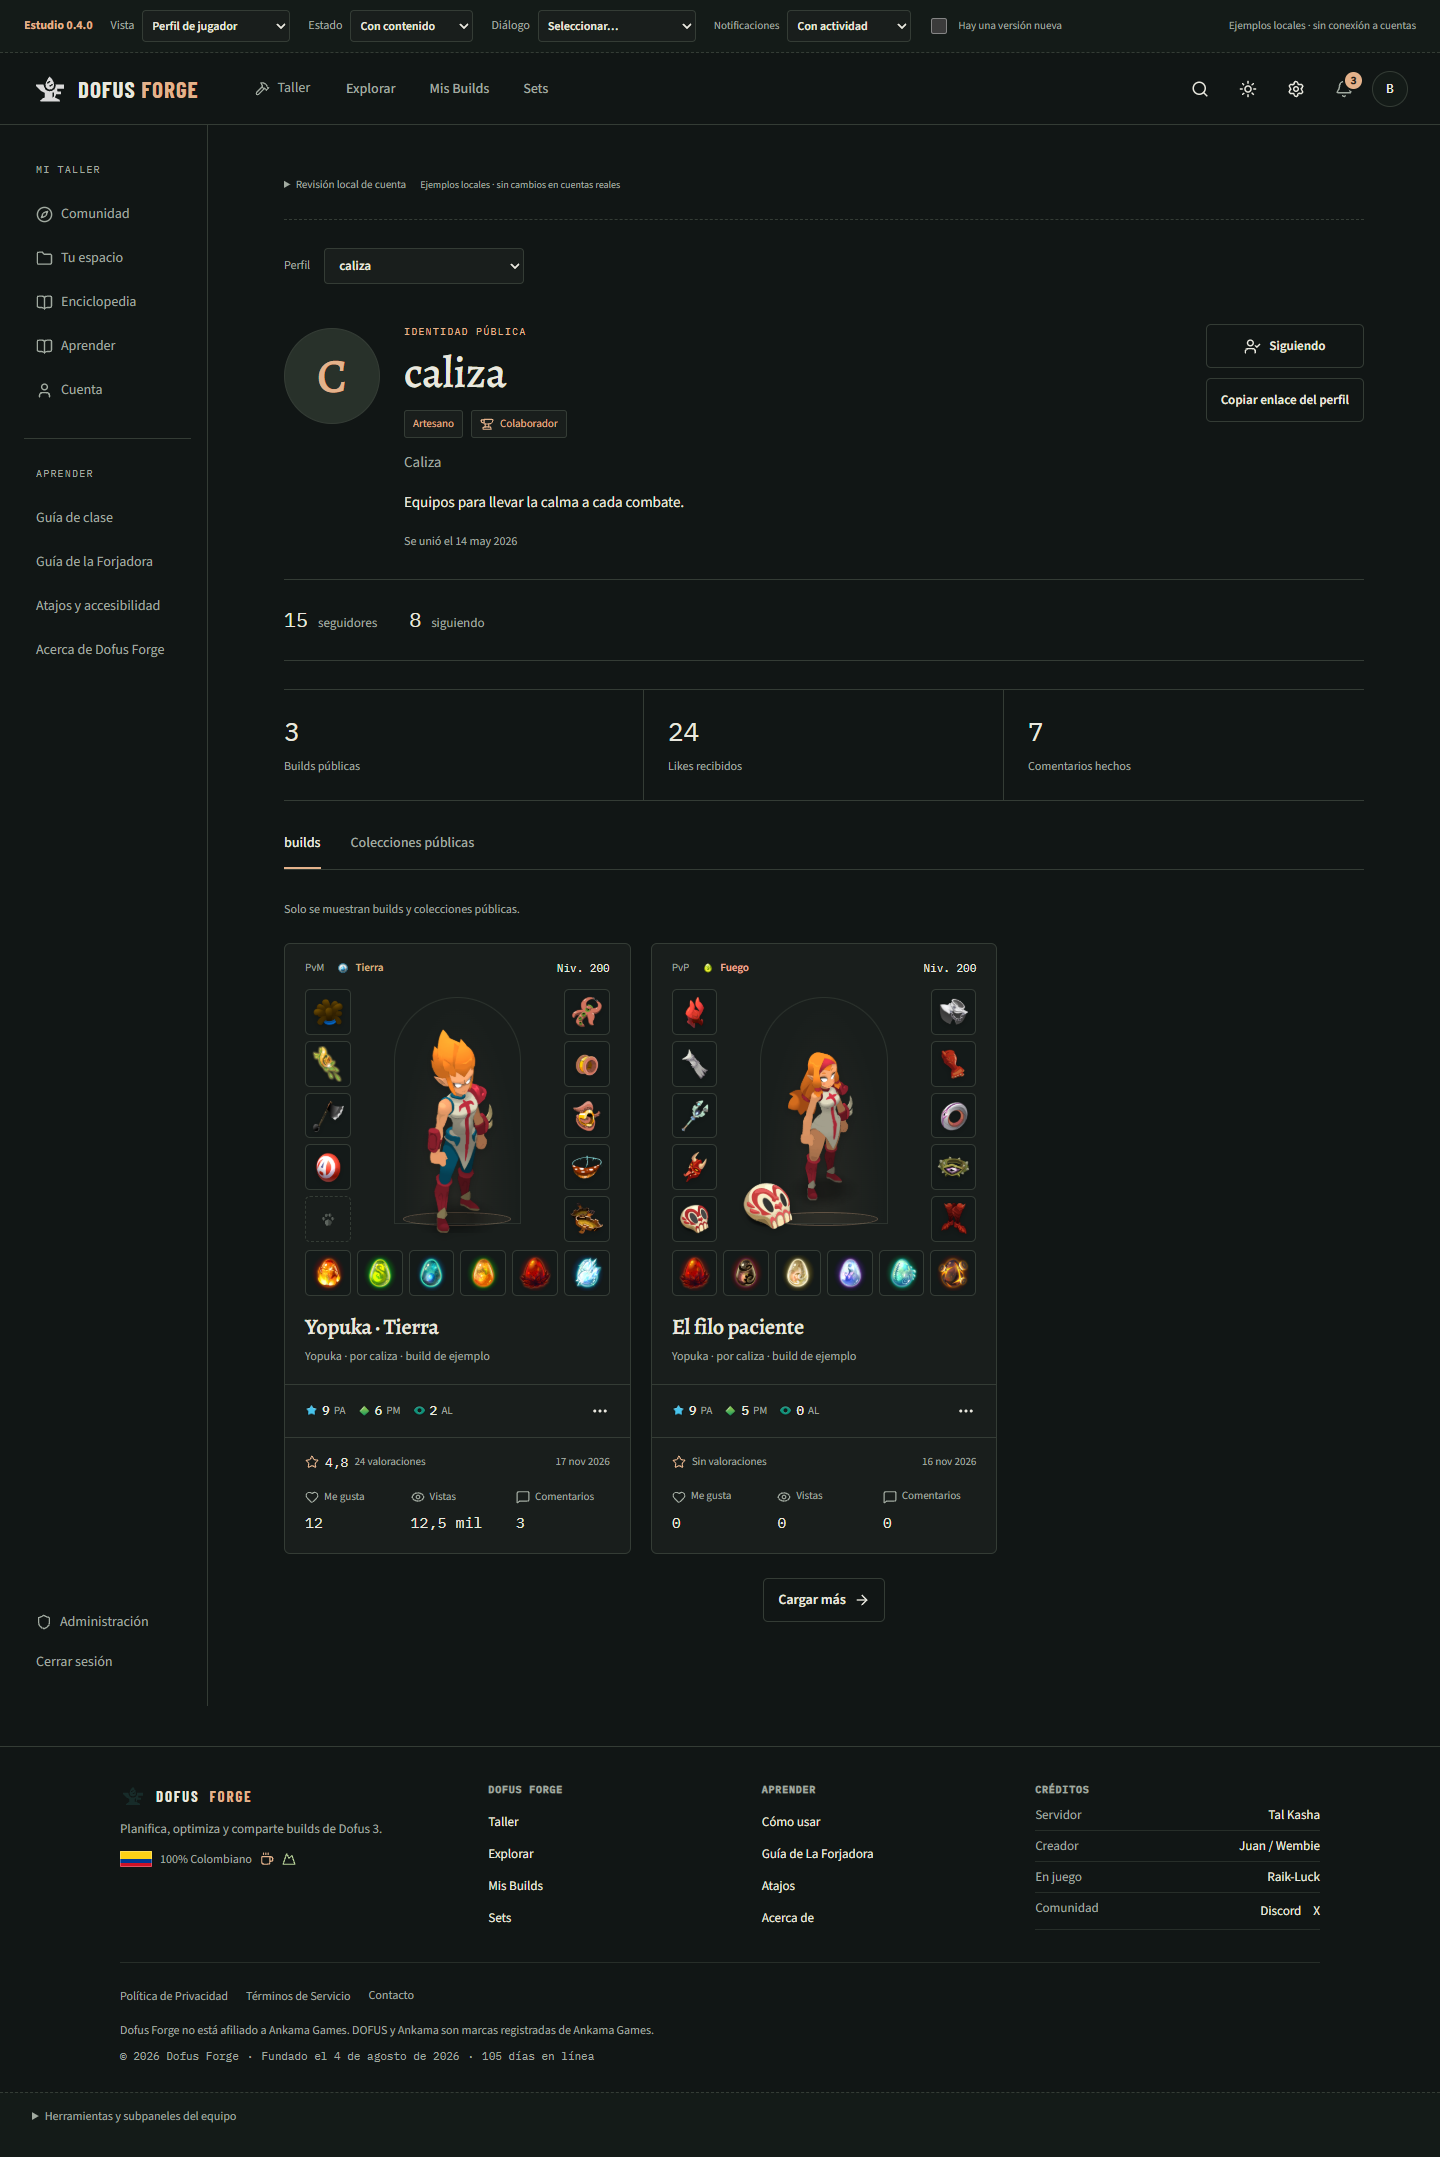 Estudio 0.4.0 Vista Perfil de jugador Estado Con contenido Diálogo Seleccionar... Notificaciones Con actividad Hay una versión nueva Ejemplos locales · sin conexión a cuentas
DOFUS FORGE Taller Explorar Mis Builds Sets 3 B
MI TALLER
Comunidad
Tu espacio
Enciclopedia
Aprender
Cuenta
APRENDER
Guía de clase
Guía de la Forjadora
Atajos y accesibilidad
Acerca de Dofus Forge
Administración
Cerrar sesión
Revisión local de cuenta Ejemplos locales · sin cambios en cuentas reales
Perfil caliza
C
IDENTIDAD PÚBLICA
caliza
Artesano Colaborador
Caliza
Equipos para llevar la calma a cada combate.
Se unió el 14 may 2026
Siguiendo
Copiar enlace del perfil
15 seguidores 8 siguiendo
3
Builds públicas
24
Likes recibidos
7
Comentarios hechos
builds Colecciones públicas
Solo se muestran builds y colecciones públicas.
PvM Tierra Niv. 200
Yopuka · Tierra
Yopuka · por caliza · build de ejemplo
9 PA 6 PM 2 AL
4,8 24 valoraciones 17 nov 2026
Me gusta Vistas Comentarios
12 12,5 mil 3
PvP Fuego Niv. 200
El filo paciente
Yopuka · por caliza · build de ejemplo
9 PA 5 PM 0 AL
Sin valoraciones 16 nov 2026
Me gusta Vistas Comentarios
0 0 0
Cargar más
DOFUS FORGE
Planifica, optimiza y comparte builds de Dofus 3.
100% Colombiano
DOFUS FORGE
Taller
Explorar
Mis Builds
Sets
APRENDER
Cómo usar
Guía de La Forjadora
Atajos
Acerca de
CRÉDITOS
Servidor Tal Kasha
Creador Juan / Wembie
En juego Raik-Luck
Comunidad Discord X
Política de Privacidad Términos de Servicio Contacto
Dofus Forge no está afiliado a Ankama Games. DOFUS y Ankama son marcas registradas de Ankama Games.
© 2026 Dofus Forge · Fundado el 4 de agosto de 2026 · 105 días en línea
Herramientas y subpaneles del equipo